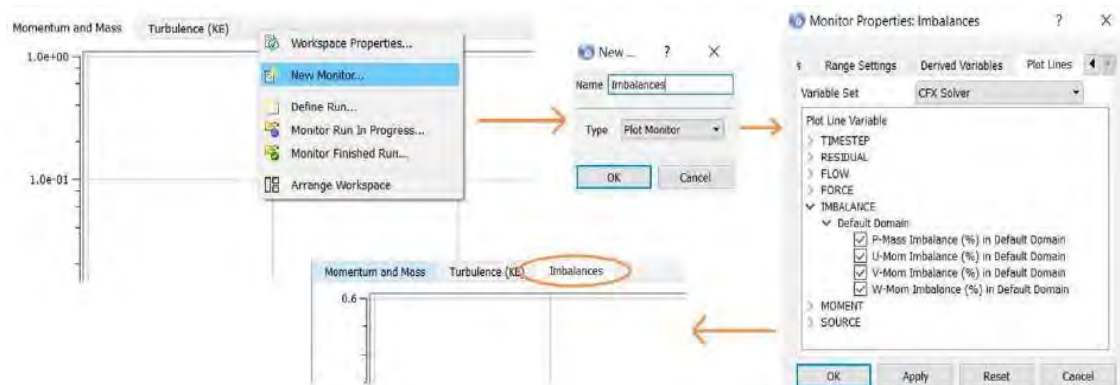 Momentum and Mass Turbulence (KE)
1.0e+00
1.0e-01
Workspace Properties...
New Monitor...
Define Run...
Monitor Run In Progress...
Monitor Finished Run...
Arrange Workspace
New ... ? X
Name Imbalances
Type Plot Monitor
OK Cancel
Monitor Properties: Imbalances ? X
Range Settings Derived Variables Plot Lines
Variable Set CFX Solver
Plot Line Variable
> TIMESTEP
> RESIDUAL
> FLOW
> FORCE
IMBALANCE
Default Domain
P-Mass Imbalance (%) in Default Domain
U-Mom Imbalance (%) in Default Domain
V-Mom Imbalance (%) in Default Domain
W-Mom Imbalance (%) in Default Domain
> MOMENT
> SOURCE
OK Apply Reset Cancel
Momentum and Mass Turbulence (KE) Imbalances
0.6